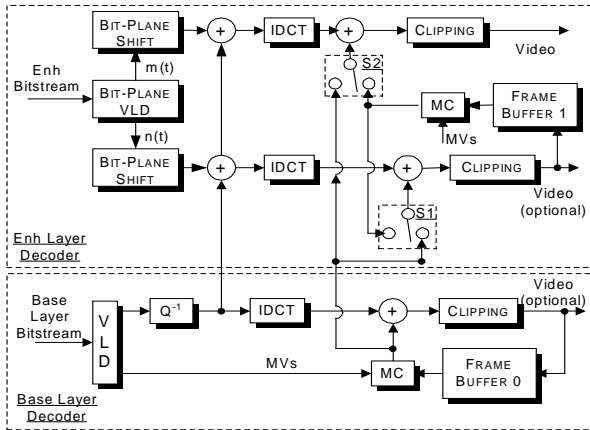 BIT-PLANE
SHIFT
+
IDCT
+
CLIPPING
Video
Enh
Bitstream
m(t)
S2
BIT-PLANE
VLD
MC
FRAME
BUFFER 1
n(t)
MVs
BIT-PLANE
SHIFT
+
IDCT
+
CLIPPING
Video
(optional)
S1
Enh Layer
Decoder
Base
Layer
Bitstream
VLD
Q-1
IDCT
+
CLIPPING
Video
(optional)
MVs
MC
FRAME
BUFFER 0
Base Layer
Decoder